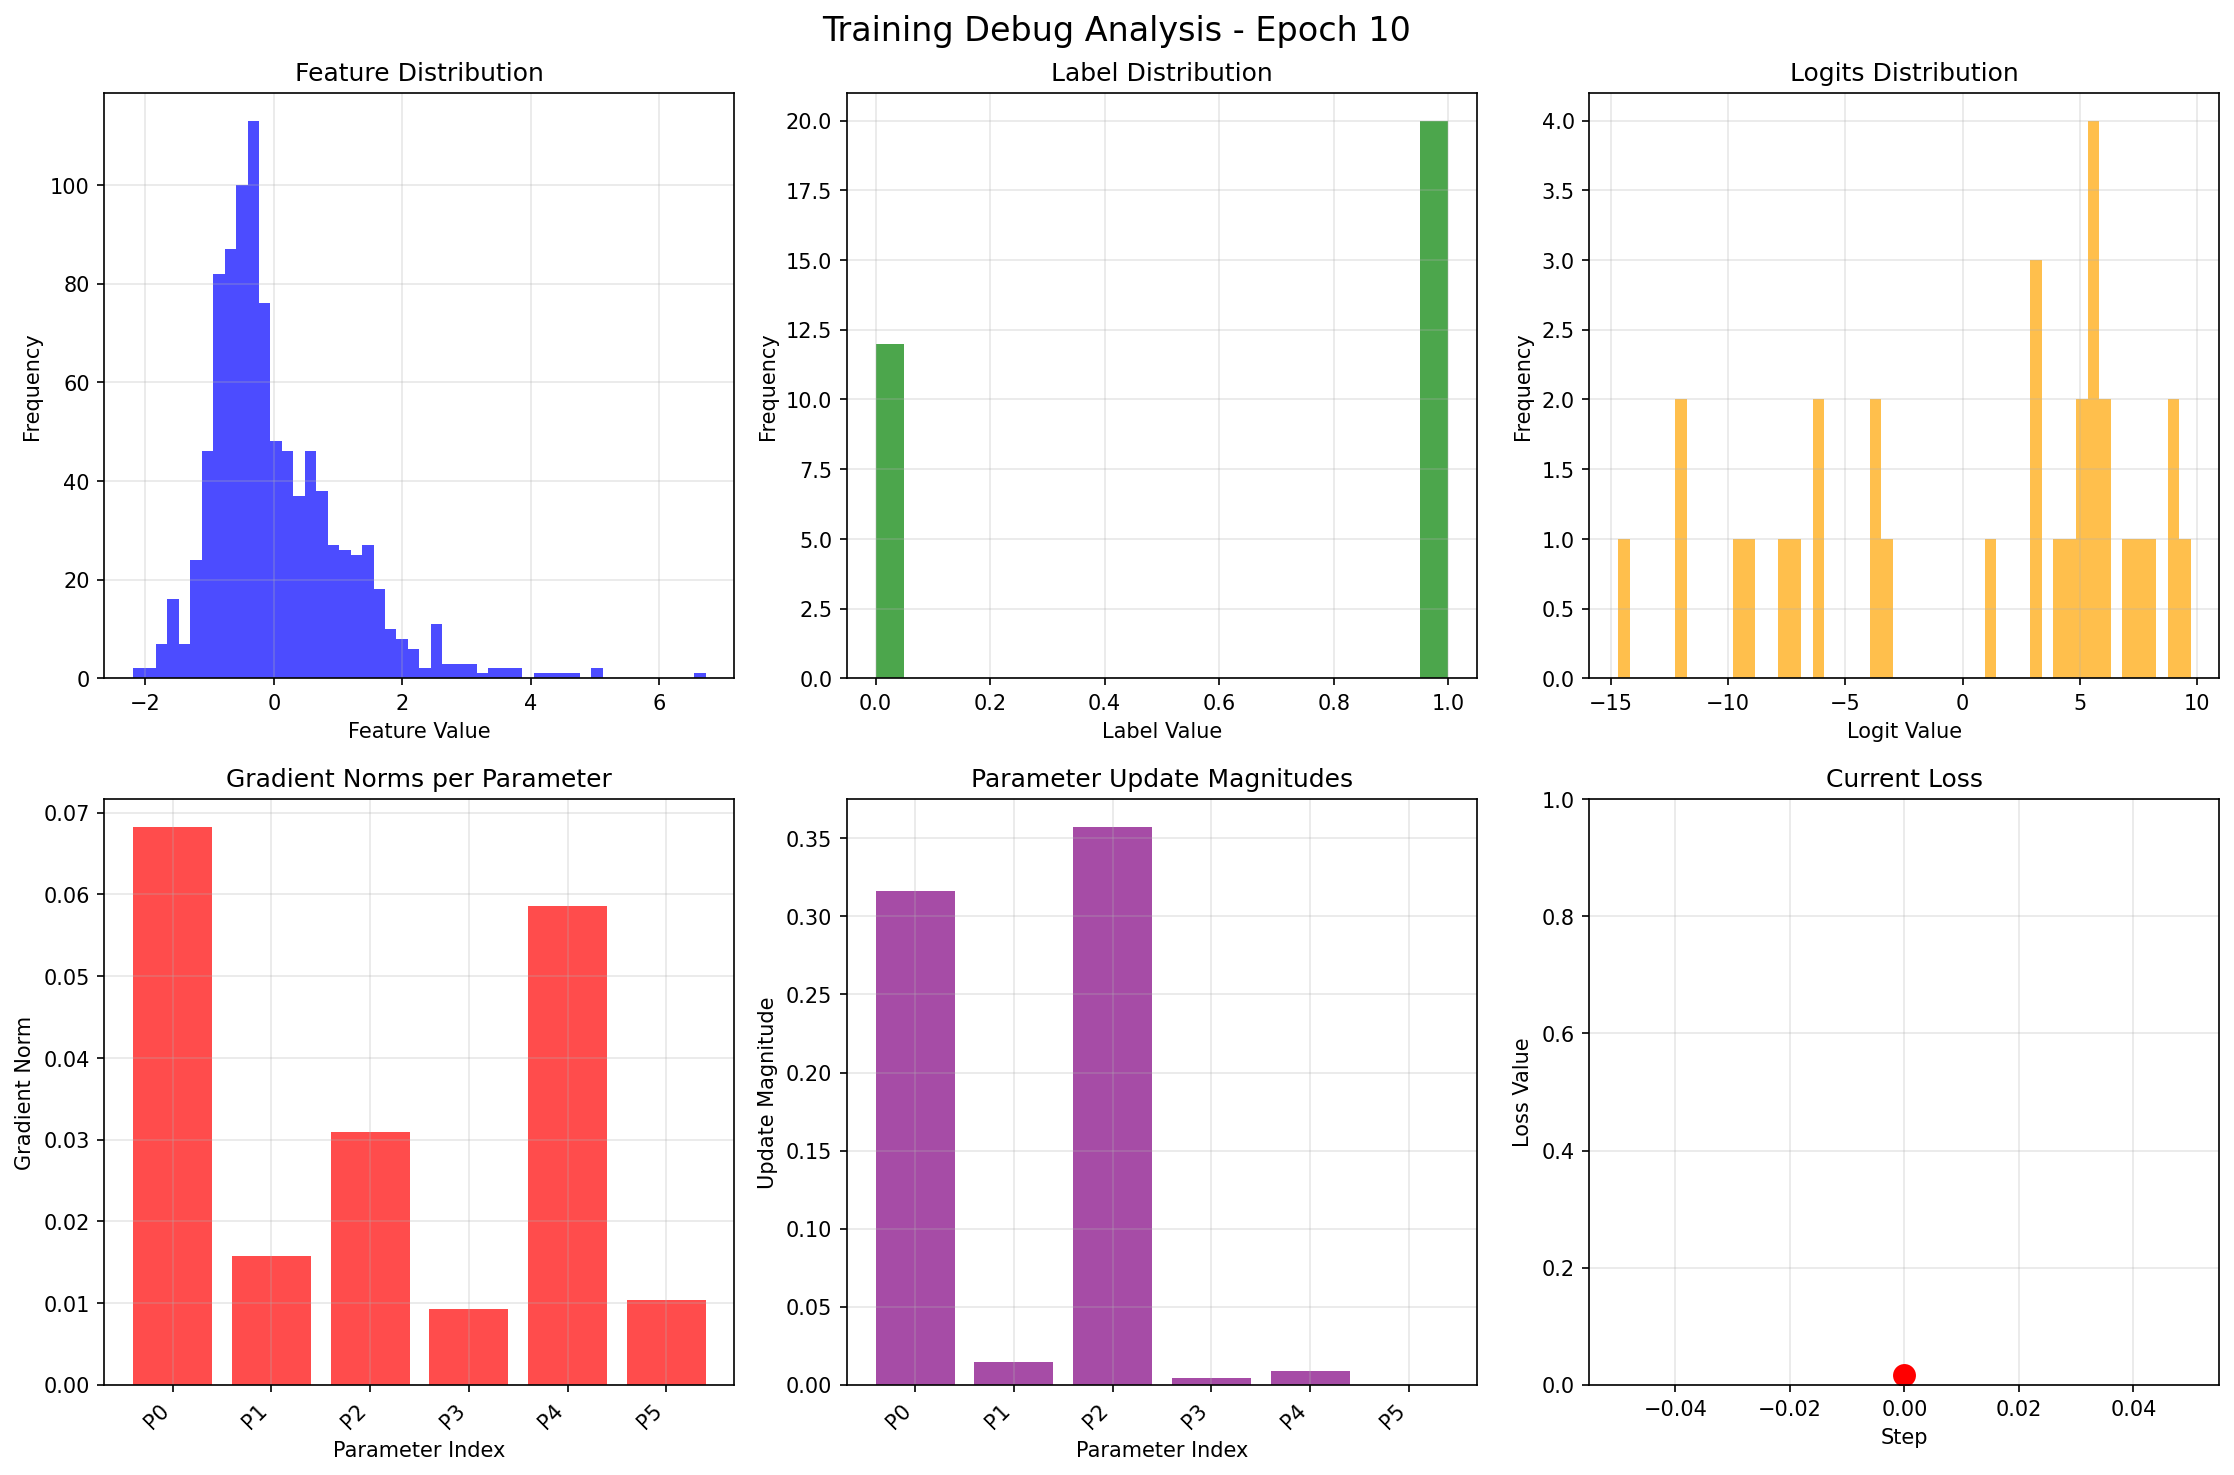 Training Debug Analysis - Epoch 10
Feature Distribution
Frequency
100
80
60
40
20
0
−2
0
2
4
6
Feature Value
Label Distribution
Frequency
20.0
17.5
15.0
12.5
10.0
7.5
5.0
2.5
0.0
0.0
0.2
0.4
0.6
0.8
1.0
Label Value
Logits Distribution
Frequency
4.0
3.5
3.0
2.5
2.0
1.5
1.0
0.5
0.0
−15
−10
−5
0
5
10
Logit Value
Gradient Norms per Parameter
Gradient Norm
0.07
0.06
0.05
0.04
0.03
0.02
0.01
0.00
P0
P1
P2
P3
P4
P5
Parameter Index
Parameter Update Magnitudes
Update Magnitude
0.35
0.30
0.25
0.20
0.15
0.10
0.05
0.00
P0
P1
P2
P3
P4
P5
Parameter Index
Current Loss
Loss Value
1.0
0.8
0.6
0.4
0.2
0.0
−0.04
−0.02
0.00
0.02
0.04
Step